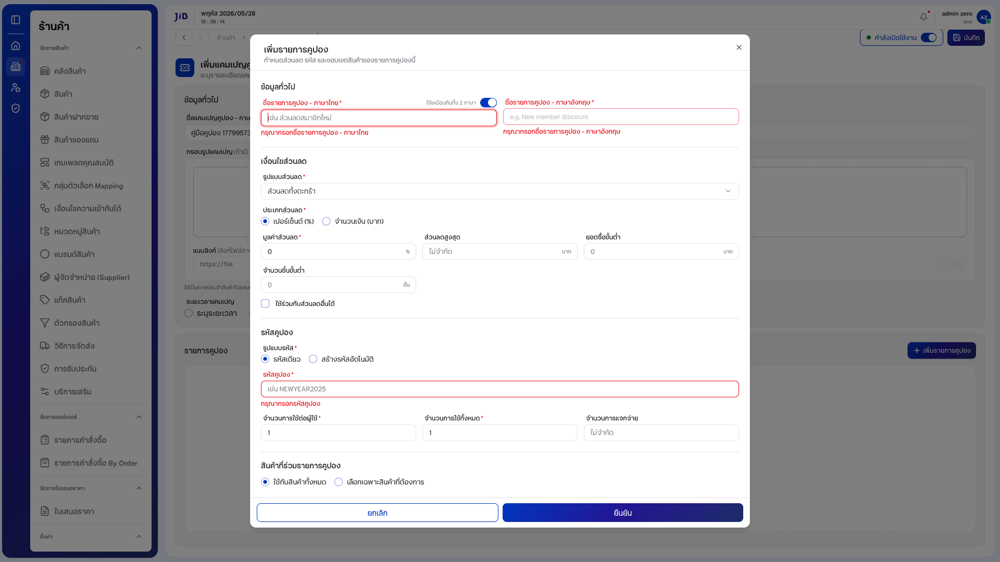 ร้านค้า
จัดการสินค้า
คลังสินค้า
สินค้า
สินค้าฝากขาย
สินค้าของแถม
เทมเพลตคุณสมบัติ
กลุ่มตัวเลือก Mapping
เงื่อนไขความเข้ากันได้
หมวดหมู่สินค้า
แบรนด์สินค้า
ผู้จัดจำหน่าย (Supplier)
แท็กสินค้า
ตัวกรองสินค้า
วิธีการจัดส่ง
การรับประกัน
บริการเสริม
จัดการออร์เดอร์
รายการคำสั่งซื้อ
รายการคำสั่งซื้อ By Order
จัดการใบเสนอราคา
ใบเสนอราคา
ตั้งค่า
JIB
พฤหัส 2026/05/28
15 : 36 : 14
admin zero
test
AZ
ร้านค้า
กำลังเปิดใช้งาน
บันทึก
เพิ่มแคมเปญคู
ระบุรายละเอียดแคม
ข้อมูลทั่วไป
ชื่อแคมเปญคูปอง - ภาษ
คู่มือคูปอง 17799573
กรอบรูปแคมเปญ (ถ้ามี)
แนบลิงก์ (ลิงก์ไฟล์ภา
https://file
เพิ่ม
ใช้เป็นภาพประจำสินค้าในแคม
ระยะเวลาแคมเปญ
ระบุระยะเวลา
รายการคูปอง
เพิ่มรายการคูปอง
เพิ่มรายการคูปอง
กำหนดส่วนลด รหัส และขอบเขตสินค้าของรายการคูปองนี้
ข้อมูลทั่วไป
ชื่อรายการคูปอง - ภาษาไทย* ใช้เหมือนกันทั้ง 2 ภาษา
เช่น ส่วนลดสมาชิกใหม่
กรุณากรอกชื่อรายการคูปอง - ภาษาไทย
ชื่อรายการคูปอง - ภาษาอังกฤษ*
e.g. New member discount
กรุณากรอกชื่อรายการคูปอง - ภาษาอังกฤษ
เงื่อนไขส่วนลด
รูปแบบส่วนลด*
ส่วนลดทั้งตะกร้า
ประเภทส่วนลด*
เปอร์เซ็นต์ (%) จำนวนเงิน (บาท)
มูลค่าส่วนลด* ส่วนลดสูงสุด ยอดซื้อขั้นต่ำ
0 % ไม่จำกัด บาท 0 บาท
จำนวนชิ้นขั้นต่ำ
0 ชิ้น
ใช้ร่วมกับส่วนลดอื่นได้
รหัสคูปอง
รูปแบบรหัส*
รหัสเดียว สร้างรหัสอัตโนมัติ
รหัสคูปอง*
เช่น NEWYEAR2025
กรุณากรอกรหัสคูปอง
จำนวนการใช้ต่อผู้ใช้* จำนวนการใช้ทั้งหมด* จำนวนการแจกจ่าย
1 1 ไม่จำกัด
สินค้าที่ร่วมรายการคูปอง
ใช้กับสินค้าทั้งหมด เลือกเฉพาะสินค้าที่ต้องการ
ยกเลิก ยืนยัน